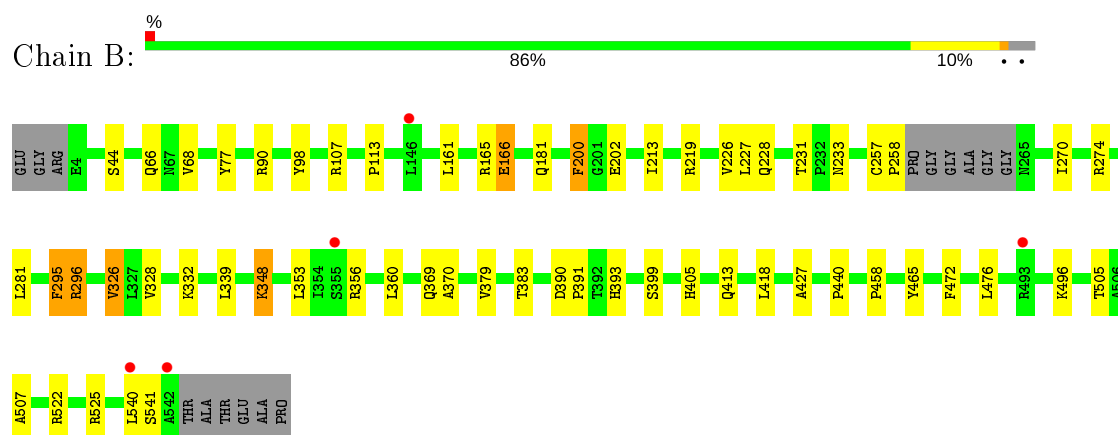 %
Chain B:
86% 10% • •
GLU GLY ARG E4 S44 Q66 N67 V68 Y77 R90 Y98 R107 P113 L146 L161 R165 E166 Q181 F200 G201 E202 I213 R219 V226 L227 Q228 T231 P232 N233 C257 P258 PRO GLY GLY ALA GLY GLY N265 I270 R274
L281 F295 R296 V326 L327 V328 K332 L339 K348 L353 I354 S355 R356 L360 Q369 A370 V379 T383 D390 P391 T392 H393 S399 H405 Q413 L418 A427 P440 P458 Y465 F472 L476 R493 K496 T505 A506
A507 R522 R525 L540 S541 A542 THR ALA THR GLU ALA PRO